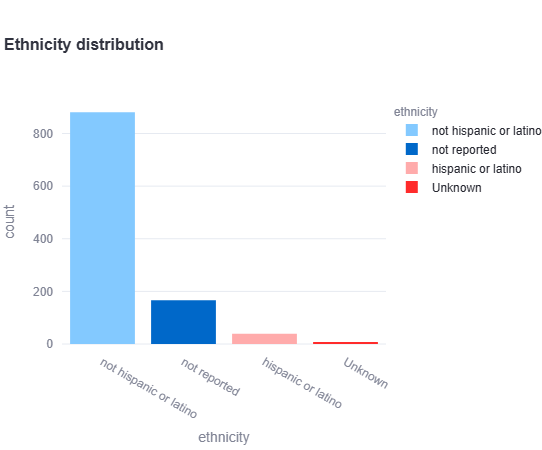 Ethnicity distribution
ethnicity
not hispanic or latino
not reported
hispanic or latino
Unknown
count
800
600
400
200
0
not hispanic or latino
not reported
hispanic or latino
Unknown
ethnicity